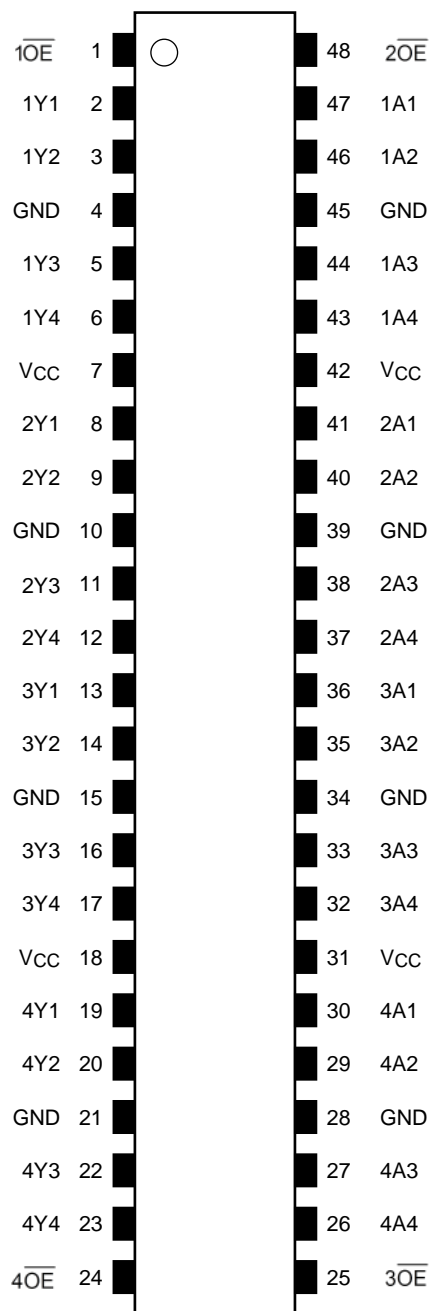 1O̅E̅ 1 48 2O̅E̅
1Y1 2 47 1A1
1Y2 3 46 1A2
GND 4 45 GND
1Y3 5 44 1A3
1Y4 6 43 1A4
VCC 7 42 VCC
2Y1 8 41 2A1
2Y2 9 40 2A2
GND 10 39 GND
2Y3 11 38 2A3
2Y4 12 37 2A4
3Y1 13 36 3A1
3Y2 14 35 3A2
GND 15 34 GND
3Y3 16 33 3A3
3Y4 17 32 3A4
VCC 18 31 VCC
4Y1 19 30 4A1
4Y2 20 29 4A2
GND 21 28 GND
4Y3 22 27 4A3
4Y4 23 26 4A4
4O̅E̅ 24 25 3O̅E̅